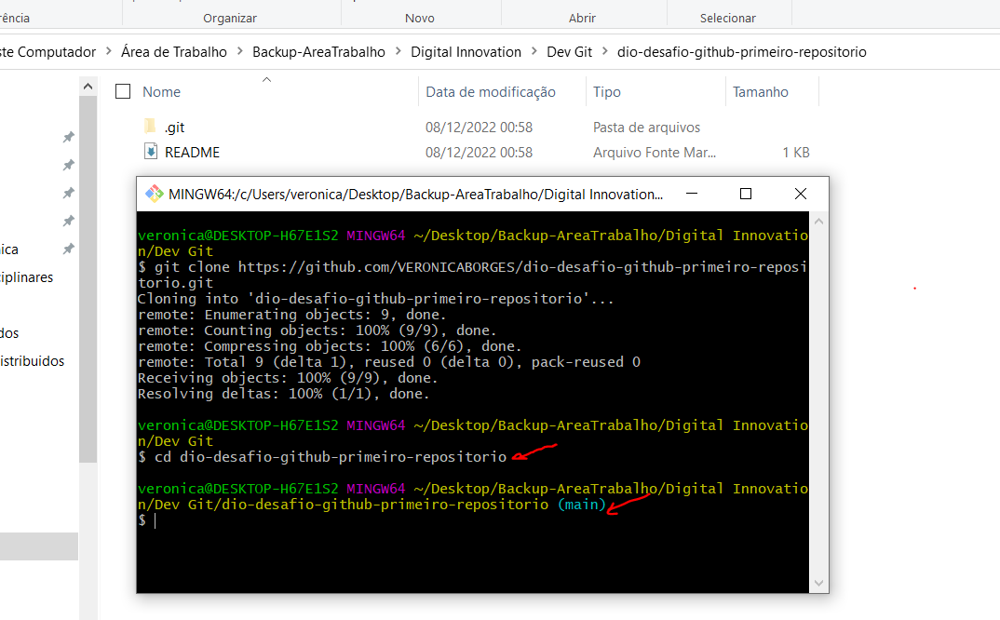 rência
Organizar
Novo
Abrir
Selecionar
ste Computador > Área de Trabalho > Backup-AreaTrabalho > Digital Innovation > Dev Git > dio-desafio-github-primeiro-repositorio
Nome
Data de modificação
Tipo
Tamanho
.git
08/12/2022 00:58
Pasta de arquivos
README
08/12/2022 00:58
Arquivo Fonte Mar...
1 KB
ica
iplinares
dos
istribuidos
MINGW64:/c/Users/veronica/Desktop/Backup-AreaTrabalho/Digital Innovation...
veronica@DESKTOP-H67E1S2 MINGW64 ~/Desktop/Backup-AreaTrabalho/Digital Innovatio
n/Dev Git
$ git clone https://github.com/VERONICABORGES/dio-desafio-github-primeiro-reposi
torio.git
Cloning into 'dio-desafio-github-primeiro-repositorio'...
remote: Enumerating objects: 9, done.
remote: Counting objects: 100% (9/9), done.
remote: Compressing objects: 100% (6/6), done.
remote: Total 9 (delta 1), reused 0 (delta 0), pack-reused 0
Receiving objects: 100% (9/9), done.
Resolving deltas: 100% (1/1), done.
veronica@DESKTOP-H67E1S2 MINGW64 ~/Desktop/Backup-AreaTrabalho/Digital Innovatio
n/Dev Git
$ cd dio-desafio-github-primeiro-repositorio
veronica@DESKTOP-H67E1S2 MINGW64 ~/Desktop/Backup-AreaTrabalho/Digital Innovatio
n/Dev Git/dio-desafio-github-primeiro-repositorio (main)
$